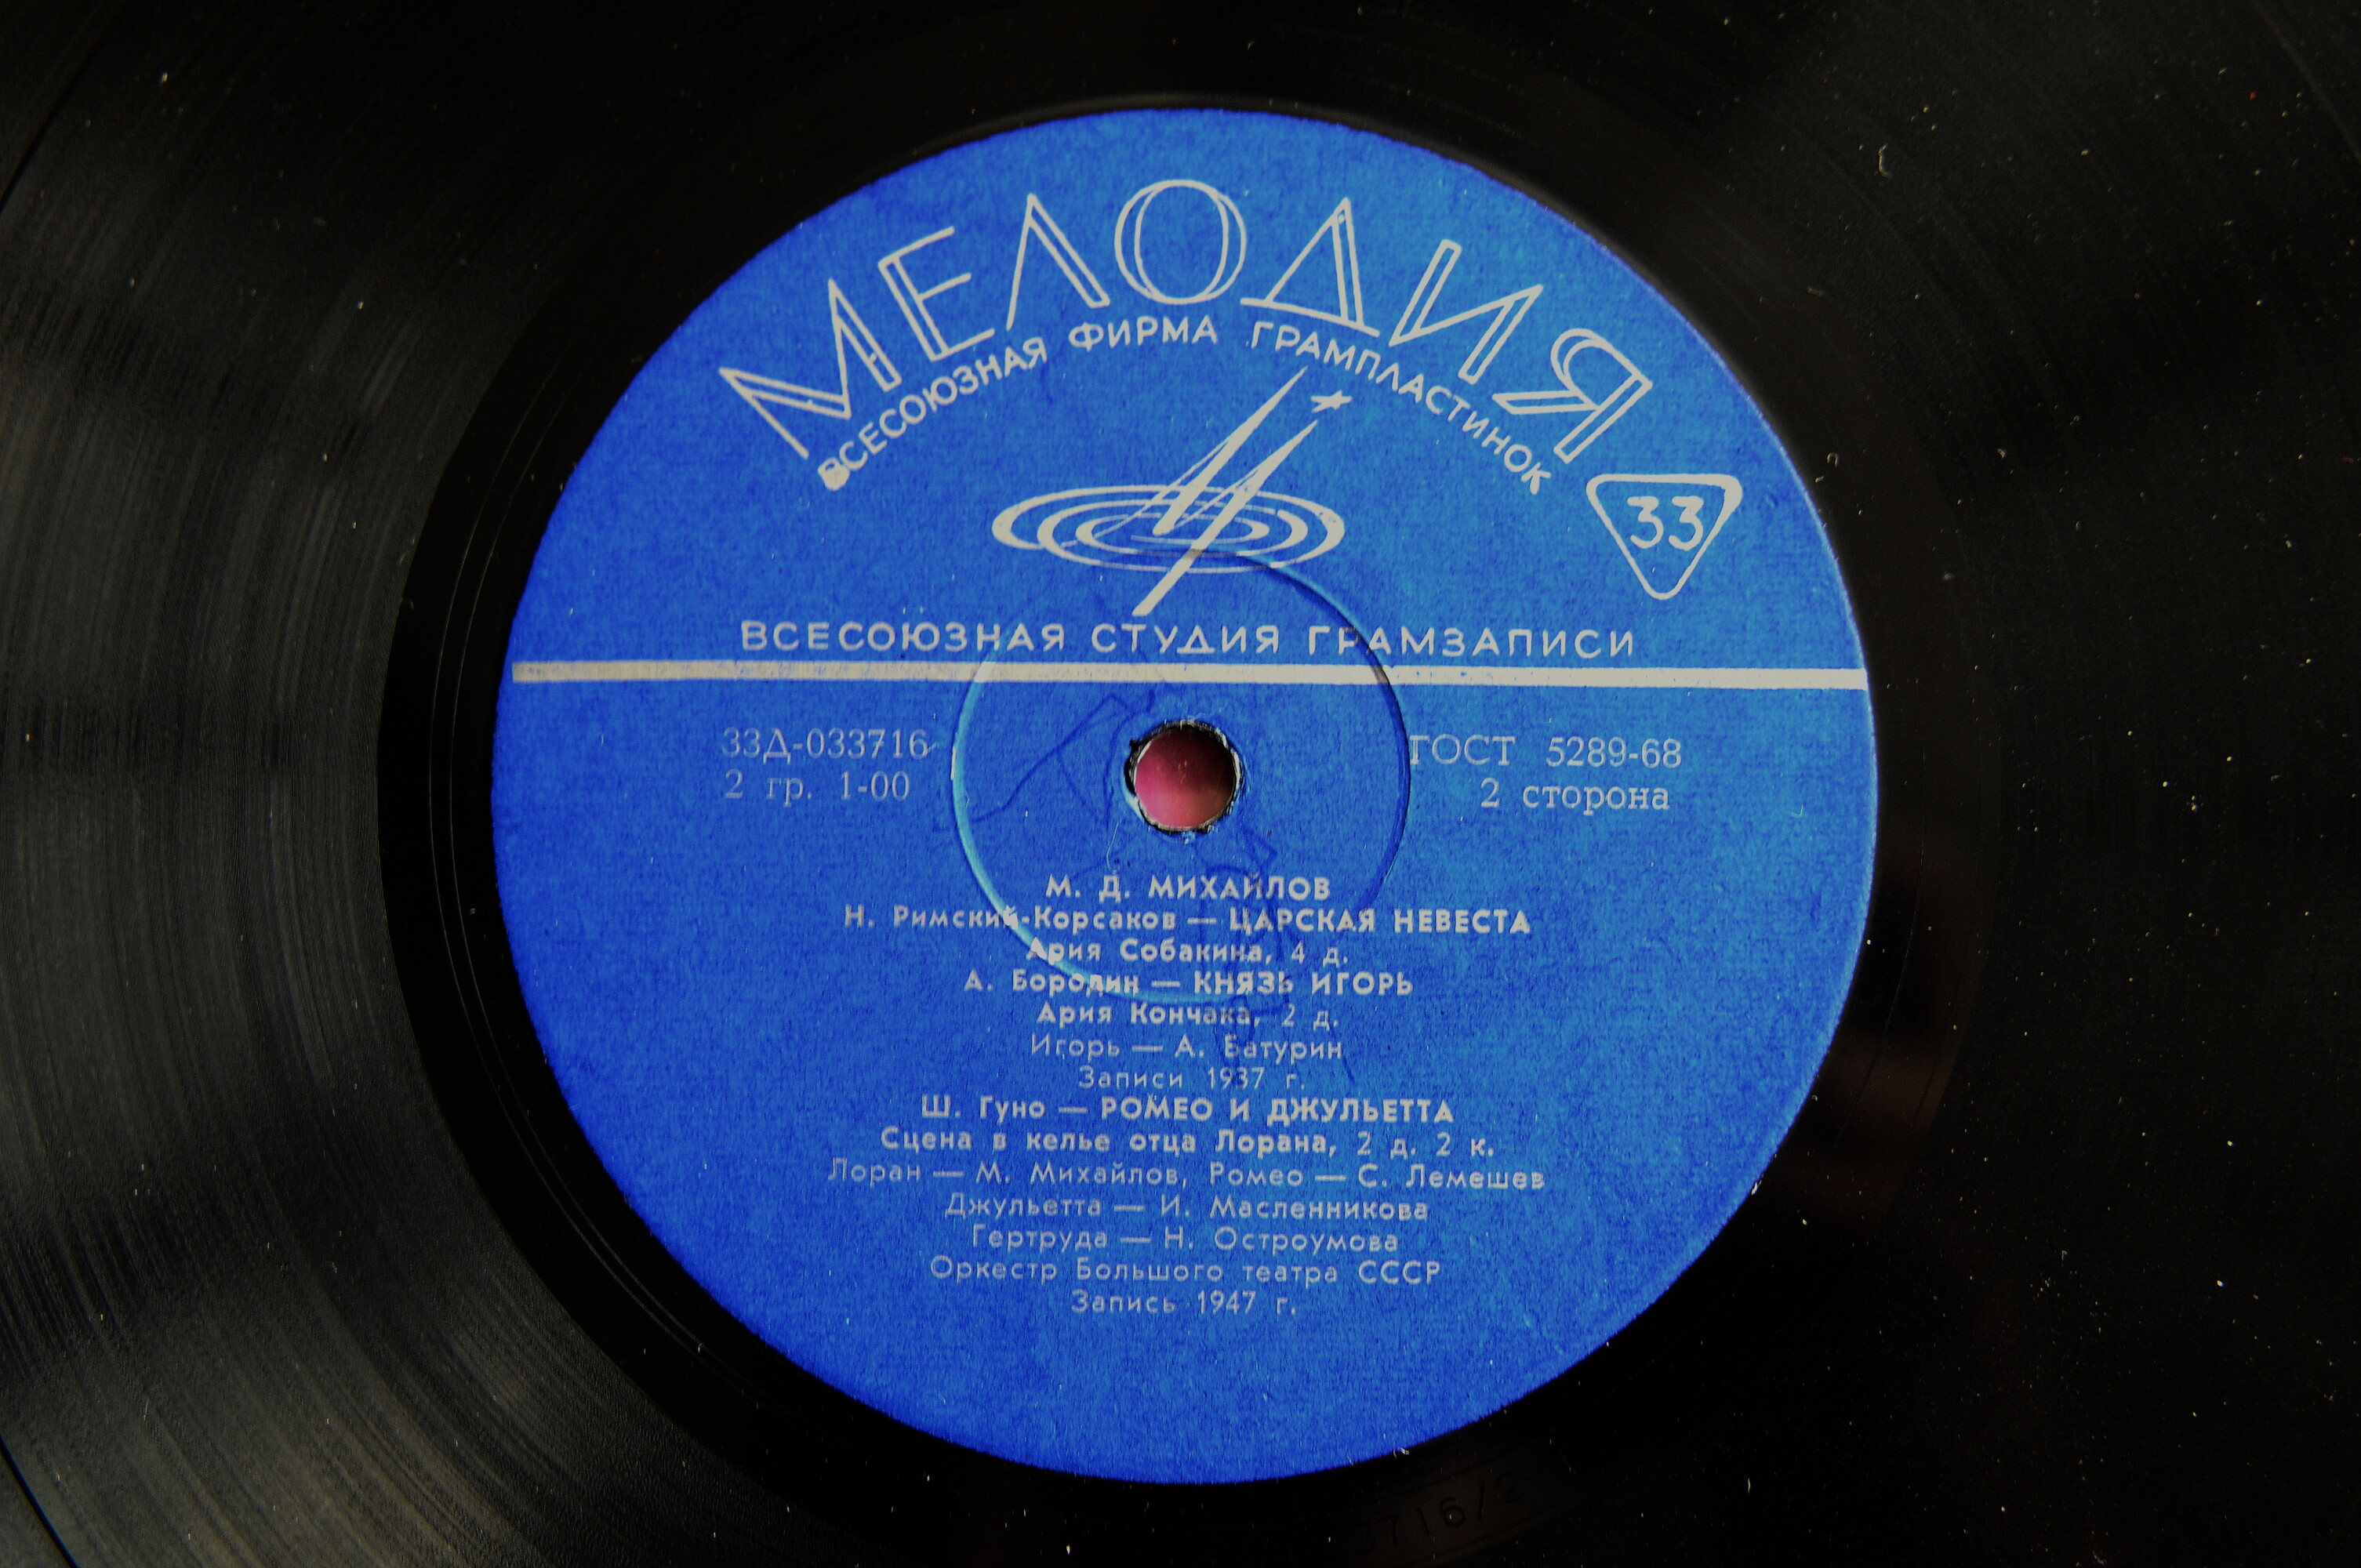 МЕЛОДИЯ
ВСЕСОЮЗНАЯ ФИРМА ГРАМПЛАСТИНОК
33
ВСЕСОЮЗНАЯ СТУДИЯ ГРАМЗАПИСИ
33Д-033716 ГОСТ 5289-68
2 гр. 1-00 2 сторона
М. Д. МИХАЙЛОВ
Н. Римский-Корсаков — ЦАРСКАЯ НЕВЕСТА
Ария Собакина, 4 д.
А. Бородин — КНЯЗЬ ИГОРЬ
Ария Кончака, 2 д.
Игорь — А. Батурин
Записи 1937 г.
Ш. Гуно — РОМЕО И ДЖУЛЬЕТТА
Сцена в келье отца Лорана, 2 д. 2 к.
Лоран — М. Михайлов, Ромео — С. Лемешев
Джульетта — И. Масленникова
Гертруда — Н. Остроумова
Оркестр Большого театра СССР
Запись 1947 г.
3716/2